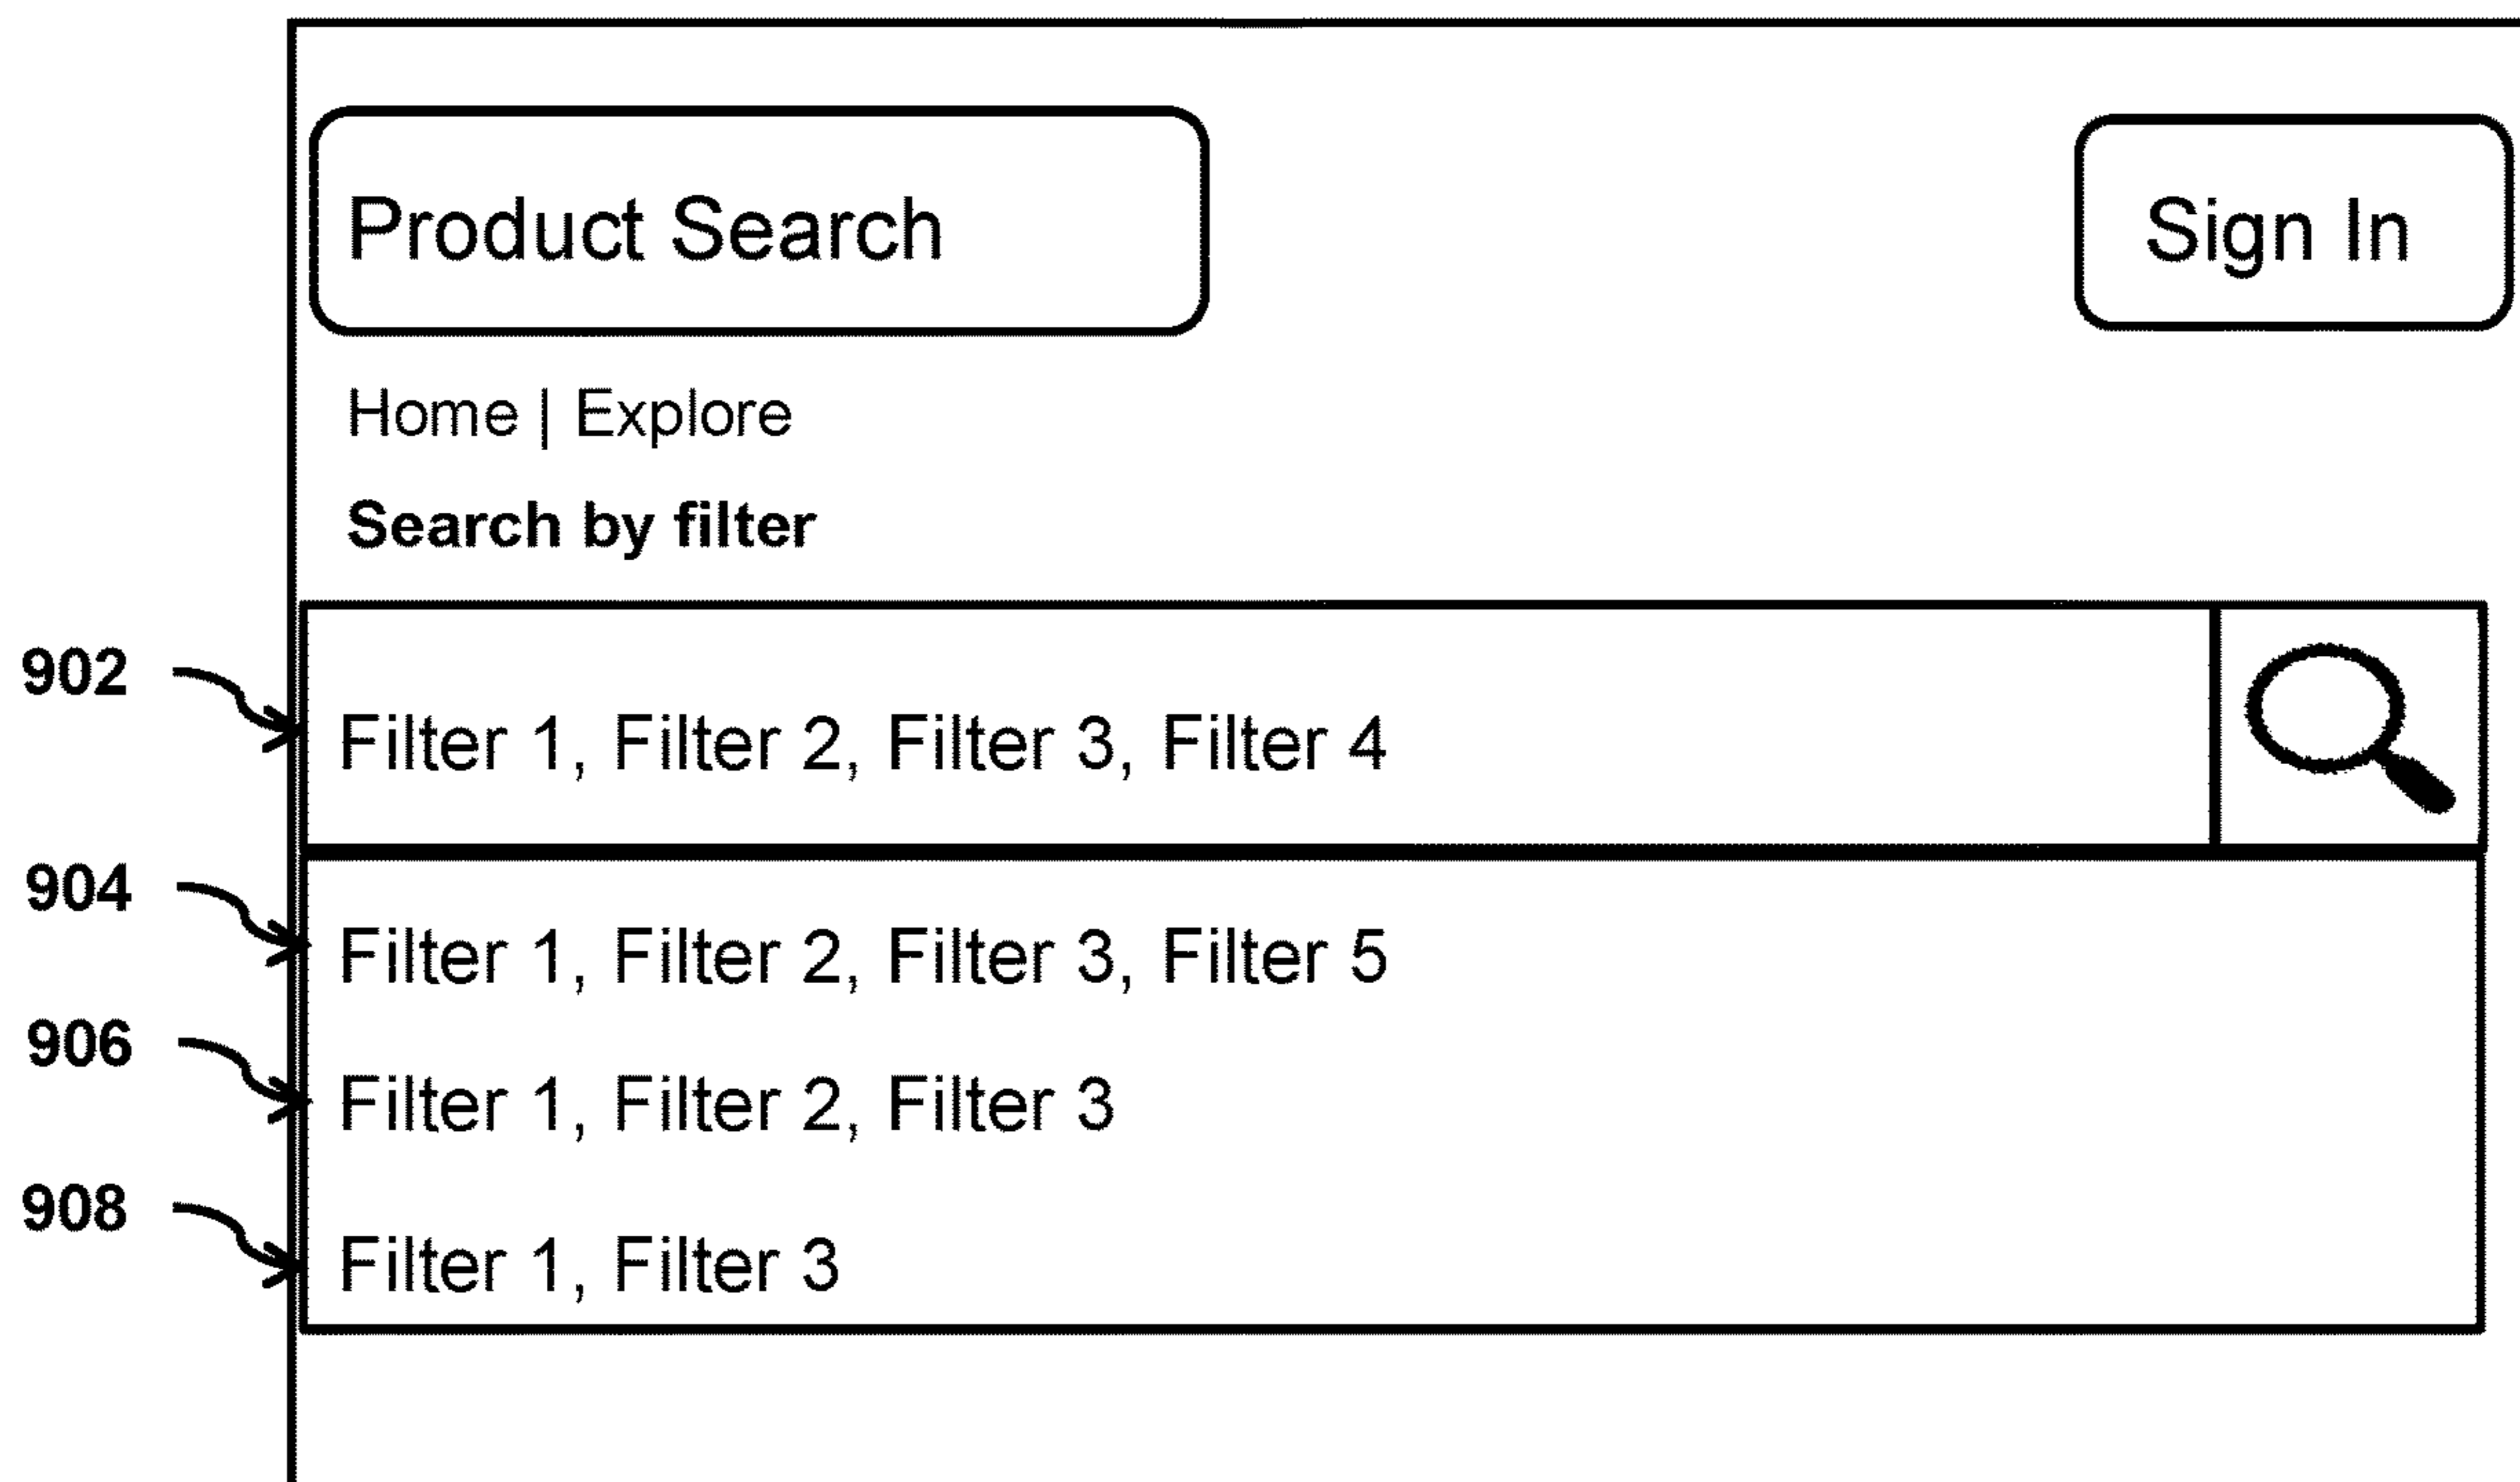 Product Search
Sign In
Home | Explore
Search by filter
902
Filter 1, Filter 2, Filter 3, Filter 4
904
Filter 1, Filter 2, Filter 3, Filter 5
906
Filter 1, Filter 2, Filter 3
908
Filter 1, Filter 3